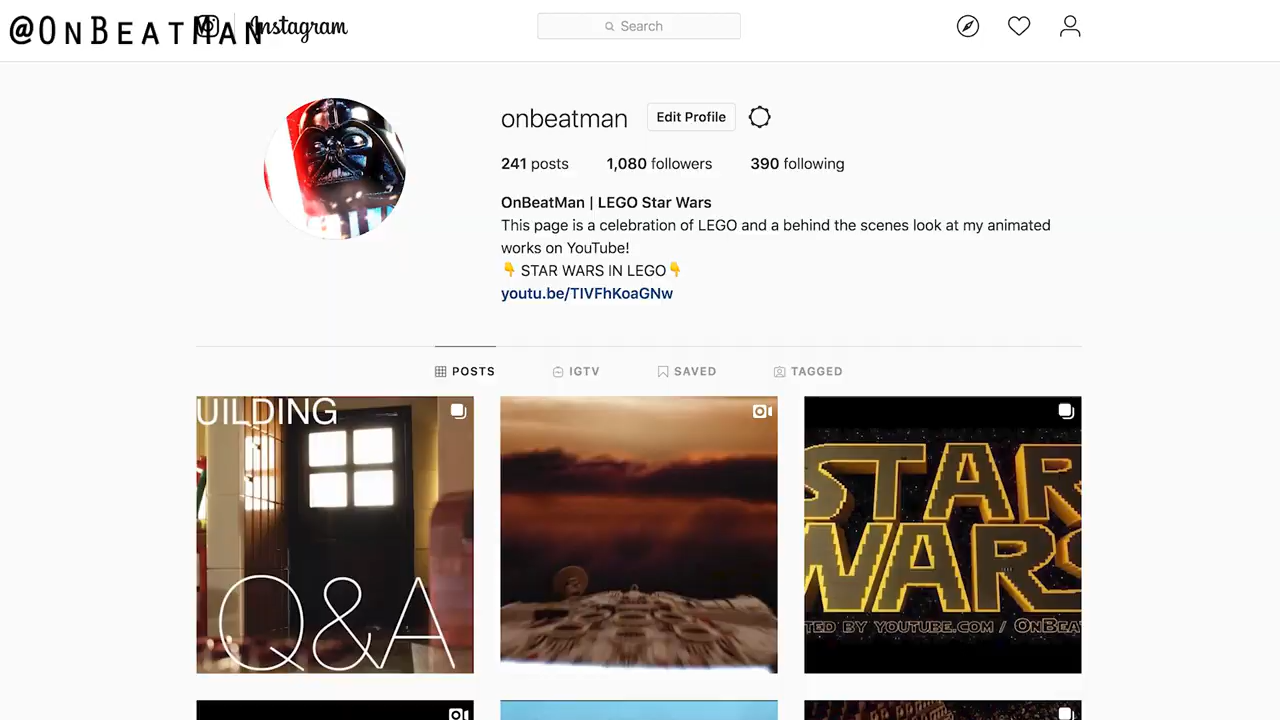 @OnBeatMan
Instagram
Search
onbeatman
Edit Profile
241 posts
1,080 followers
390 following
OnBeatMan | LEGO Star Wars
This page is a celebration of LEGO and a behind the scenes look at my animated
works on YouTube!
👇 STAR WARS IN LEGO👇
youtu.be/TIVFhKoaGNw
POSTS
IGTV
SAVED
TAGGED
UILDING
Q&A
STAR
WARS
TED BY YOUTUBE.COM / ONBEAT